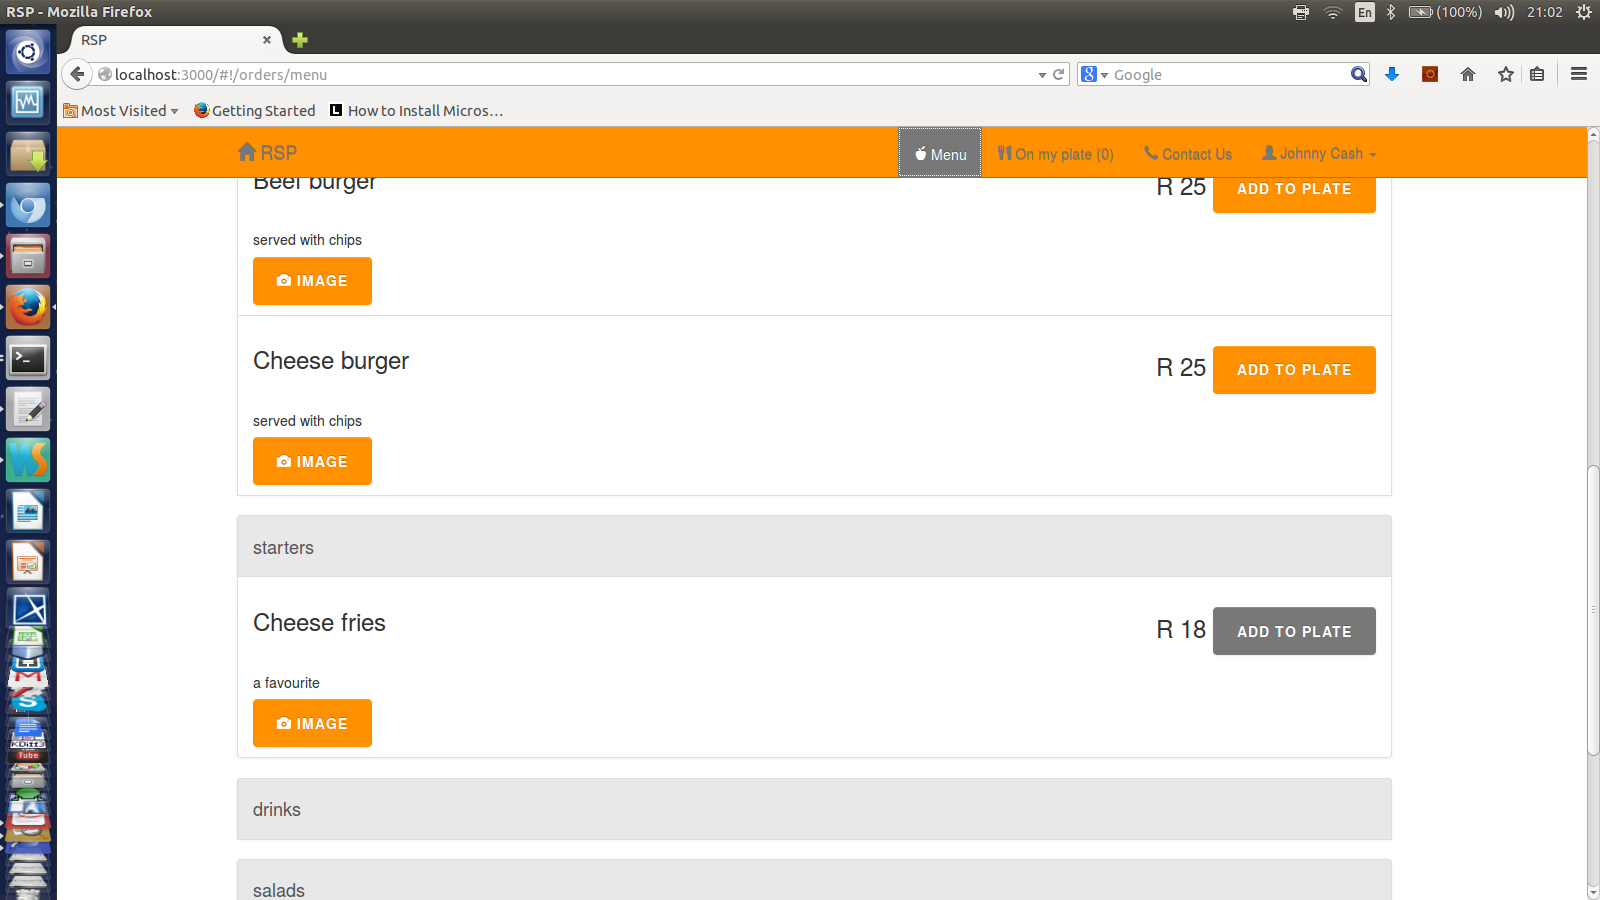 RSP - Mozilla Firefox
En
(100%)
21:02
RSP
localhost:3000/#!/orders/menu
Google
Most Visited
Getting Started
How to Install Micros...
RSP
Menu
On my plate (0)
Contact Us
Johnny Cash
Beef burger
R 25
ADD TO PLATE
served with chips
IMAGE
Cheese burger
R 25
ADD TO PLATE
served with chips
IMAGE
starters
Cheese fries
R 18
ADD TO PLATE
a favourite
IMAGE
drinks
salads